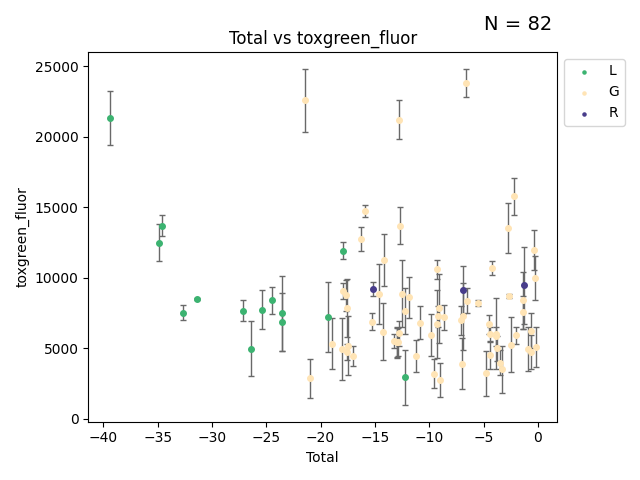 N = 82
Total vs toxgreen_fluor
25000
20000
15000
10000
5000
0
toxgreen_fluor
−40 −35 −30 −25 −20 −15 −10 −5 0
Total
L
G
R